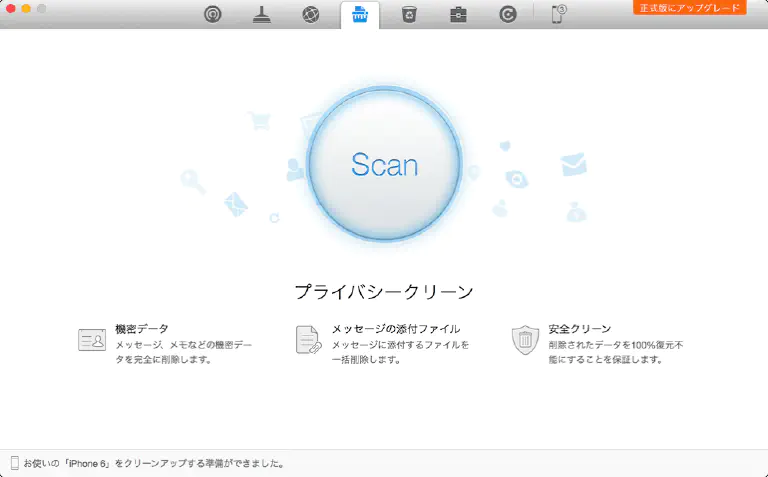 正式版にアップグレード
3
Scan
プライバシークリーン
機密データ
メッセージ、メモなどの機密デー
タを完全に削除します。
メッセージの添付ファイル
メッセージに添付するファイルを
一括削除します。
安全クリーン
削除されたデータを100%復元不
能にすることを保証します。
お使いの「iPhone 6」をクリーンアップする準備ができました。